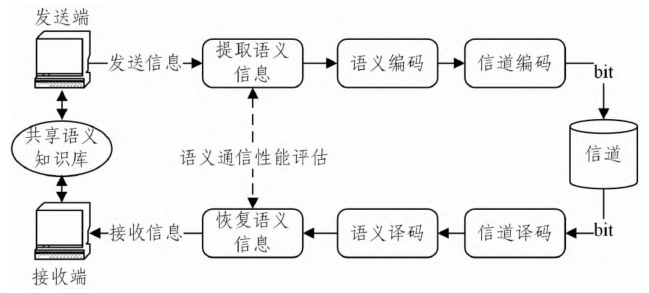 发送端
发送信息
提取语义
信息
语义编码
信道编码
bit
共享语义
知识库
语义通信性能评估
信道
接收信息
恢复语义
信息
语义译码
信道译码
bit
接收端